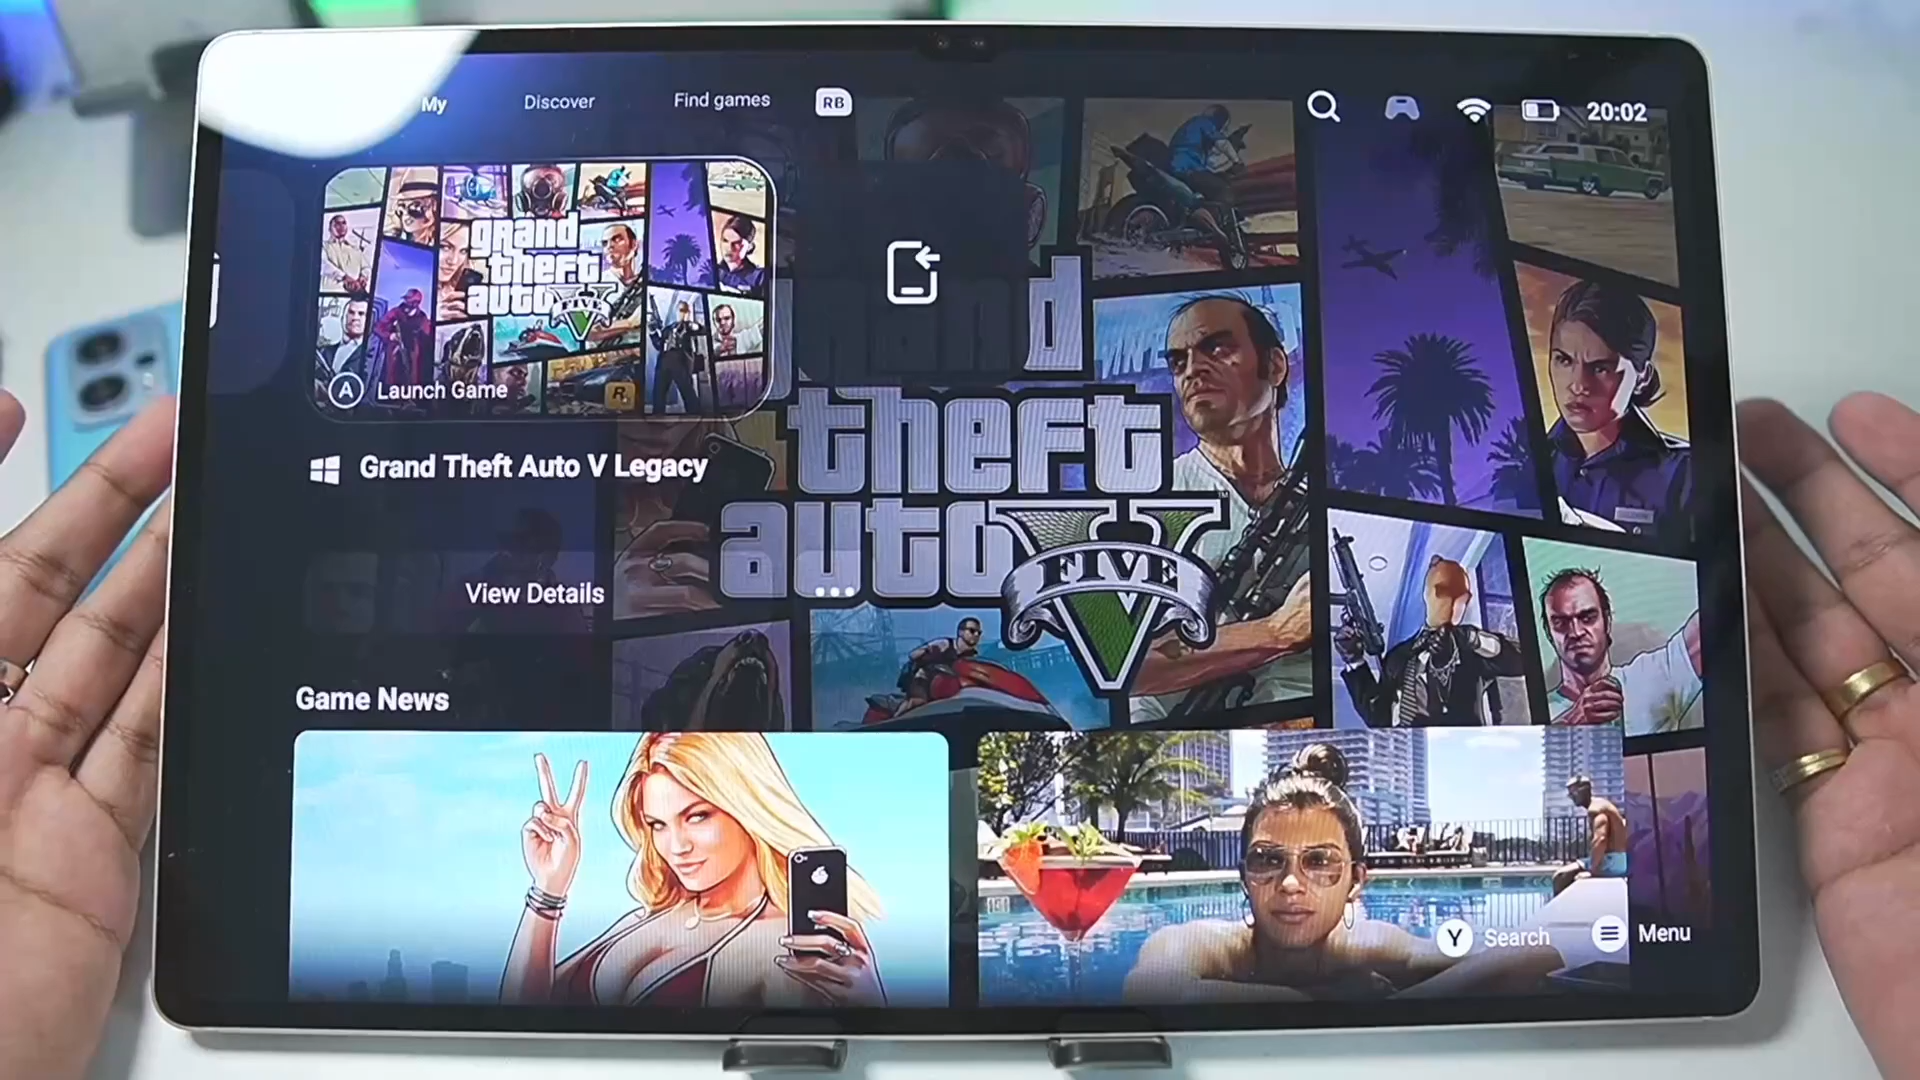 My Discover Find games RB 20:02
grand
theft
auto
FIVE
A Launch Game
R
Grand Theft Auto V Legacy
theft
auto
FIVE
TM
View Details
...
Game News
Y Search Menu